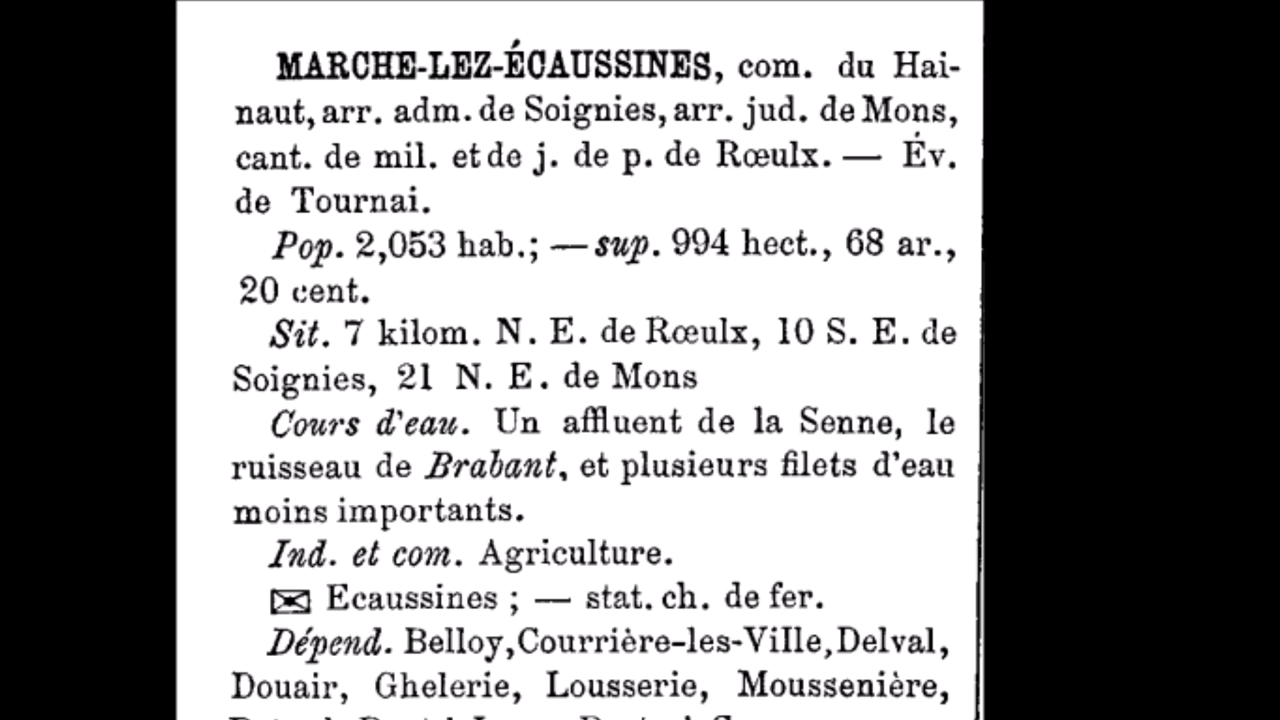 MARCHE-LEZ-ÉCAUSSINES, com. du Hai-
naut, arr. adm. de Soignies, arr. jud. de Mons,
cant. de mil. et de j. de p. de Rœulx. — Év.
de Tournai.
Pop. 2,053 hab.; — sup. 994 hect., 68 ar.,
20 cent.
Sit. 7 kilom. N. E. de Rœulx, 10 S. E. de
Soignies, 21 N. E. de Mons
Cours d'eau. Un affluent de la Senne, le
ruisseau de Brabant, et plusieurs filets d'eau
moins importants.
Ind. et com. Agriculture.
Ecaussines ; — stat. ch. de fer.
Dépend. Belloy, Courrière-les-Ville, Delval,
Douair, Ghelerie, Lousserie, Moussenière,